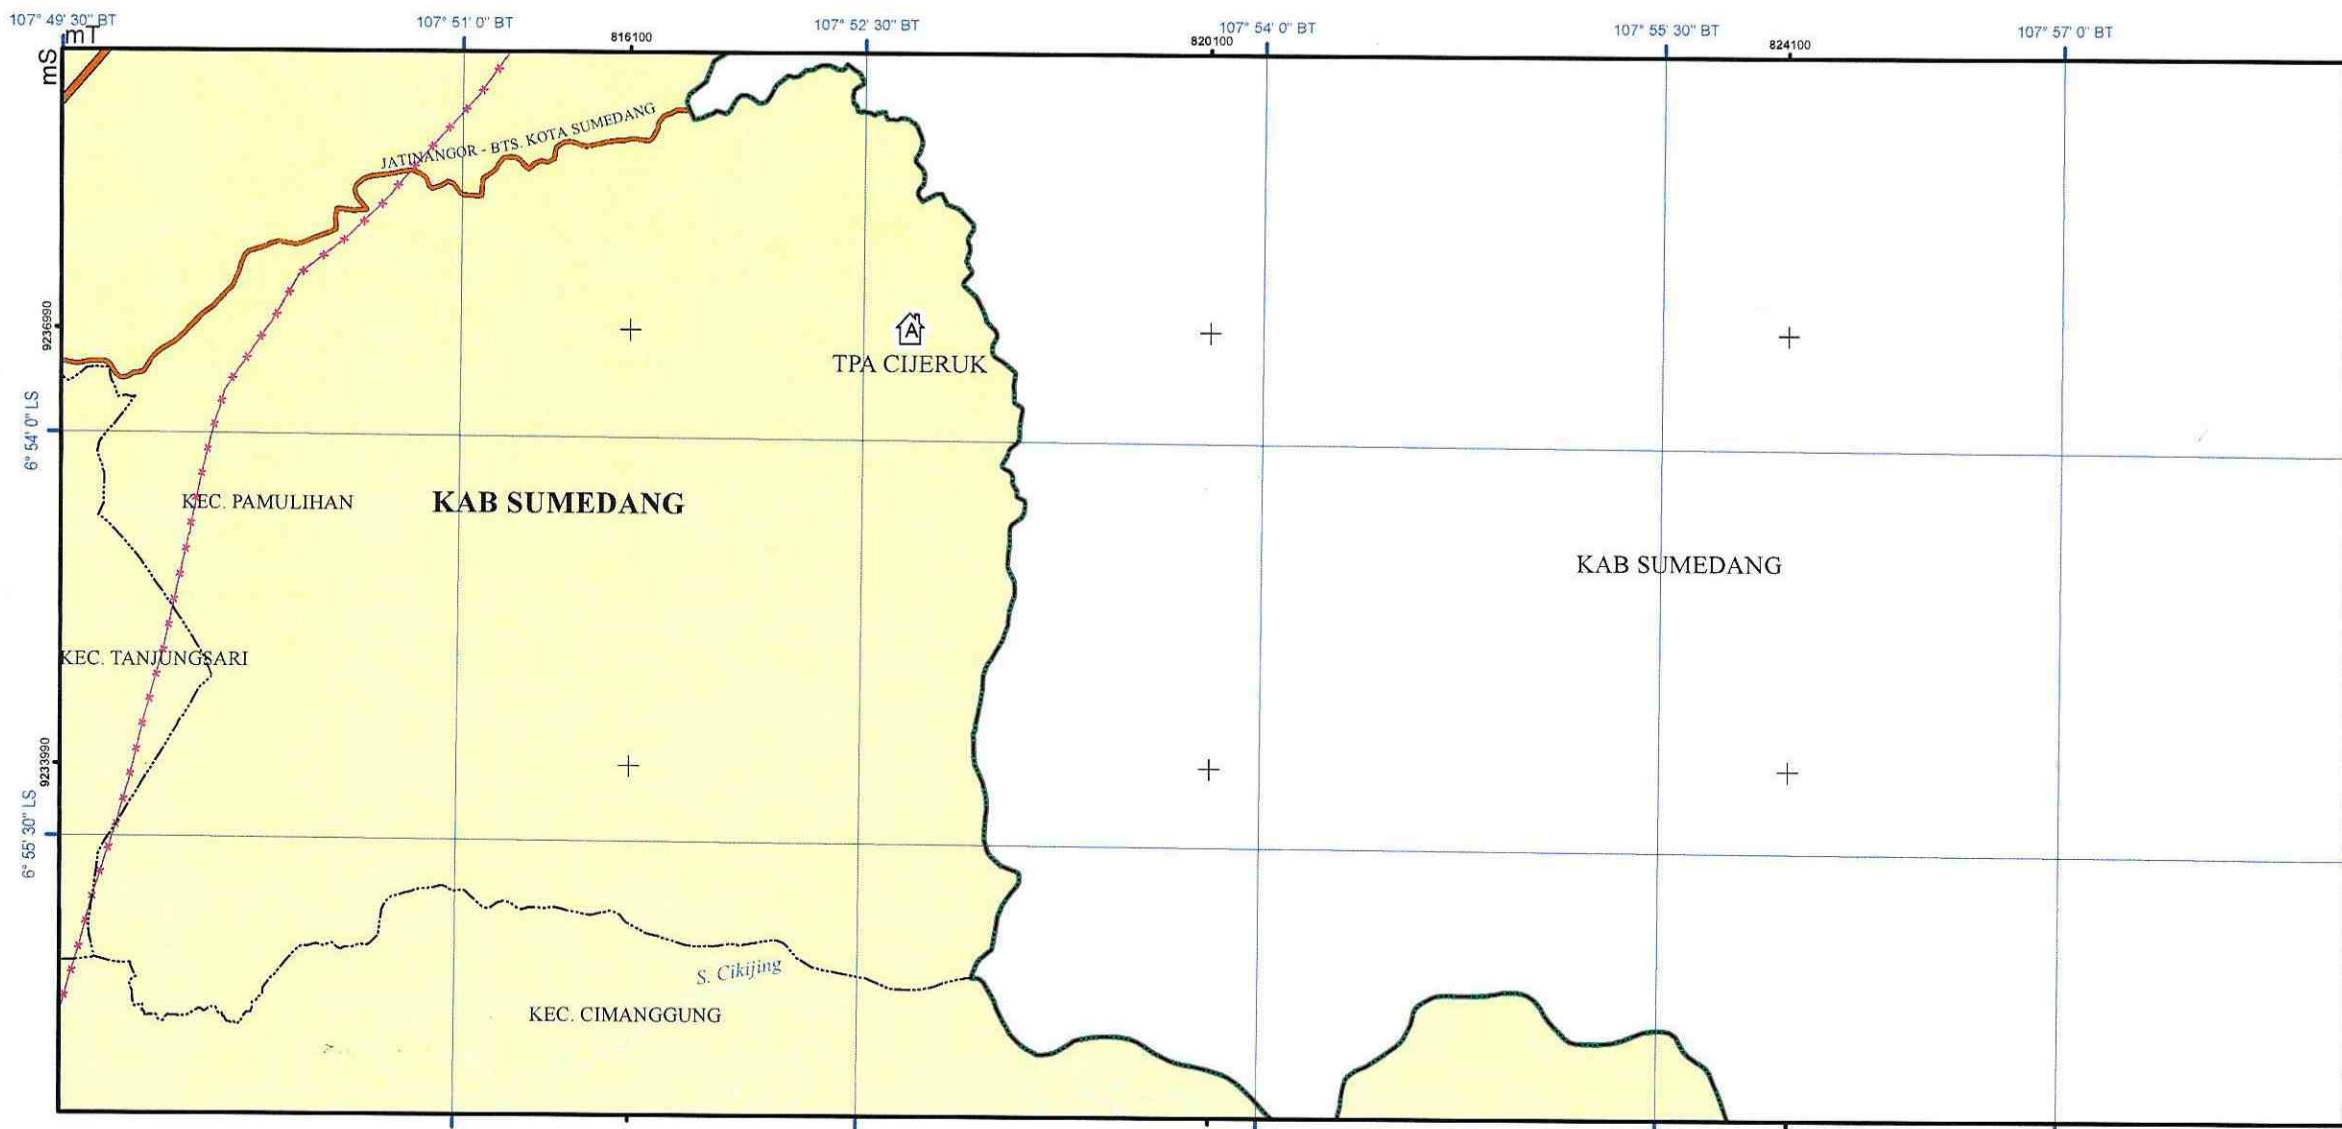 107° 49' 30" BT
107° 51' 0" BT
107° 52' 30" BT
107° 54' 0" BT
107° 55' 30" BT
107° 57' 0" BT
mT
816100
820100
824100
mS
JATINANGOR - BTS. KOTA SUMEDANG
9236990
A
TPA CIJERUK
6° 54' 0" LS
KEC. PAMULIHAN
KAB SUMEDANG
KAB SUMEDANG
KEC. TANJUNGSARI
9233990
6° 55' 30" LS
S. Cikijing
KEC. CIMANGGUNG